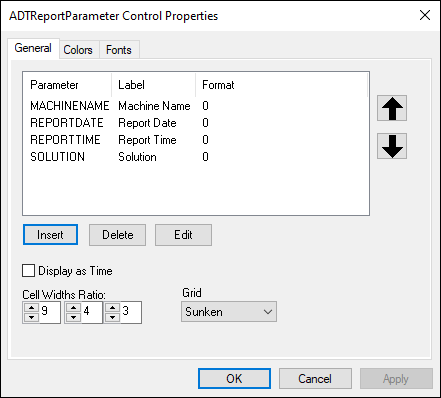 ADTReportParameter Control Properties
General Colors Fonts
Parameter Label Format
MACHINENAME Machine Name 0
REPORTDATE Report Date 0
REPORTTIME Report Time 0
SOLUTION Solution 0
Insert Delete Edit
Display as Time
Cell Widths Ratio: Grid
9 4 3 Sunken
OK Cancel Apply